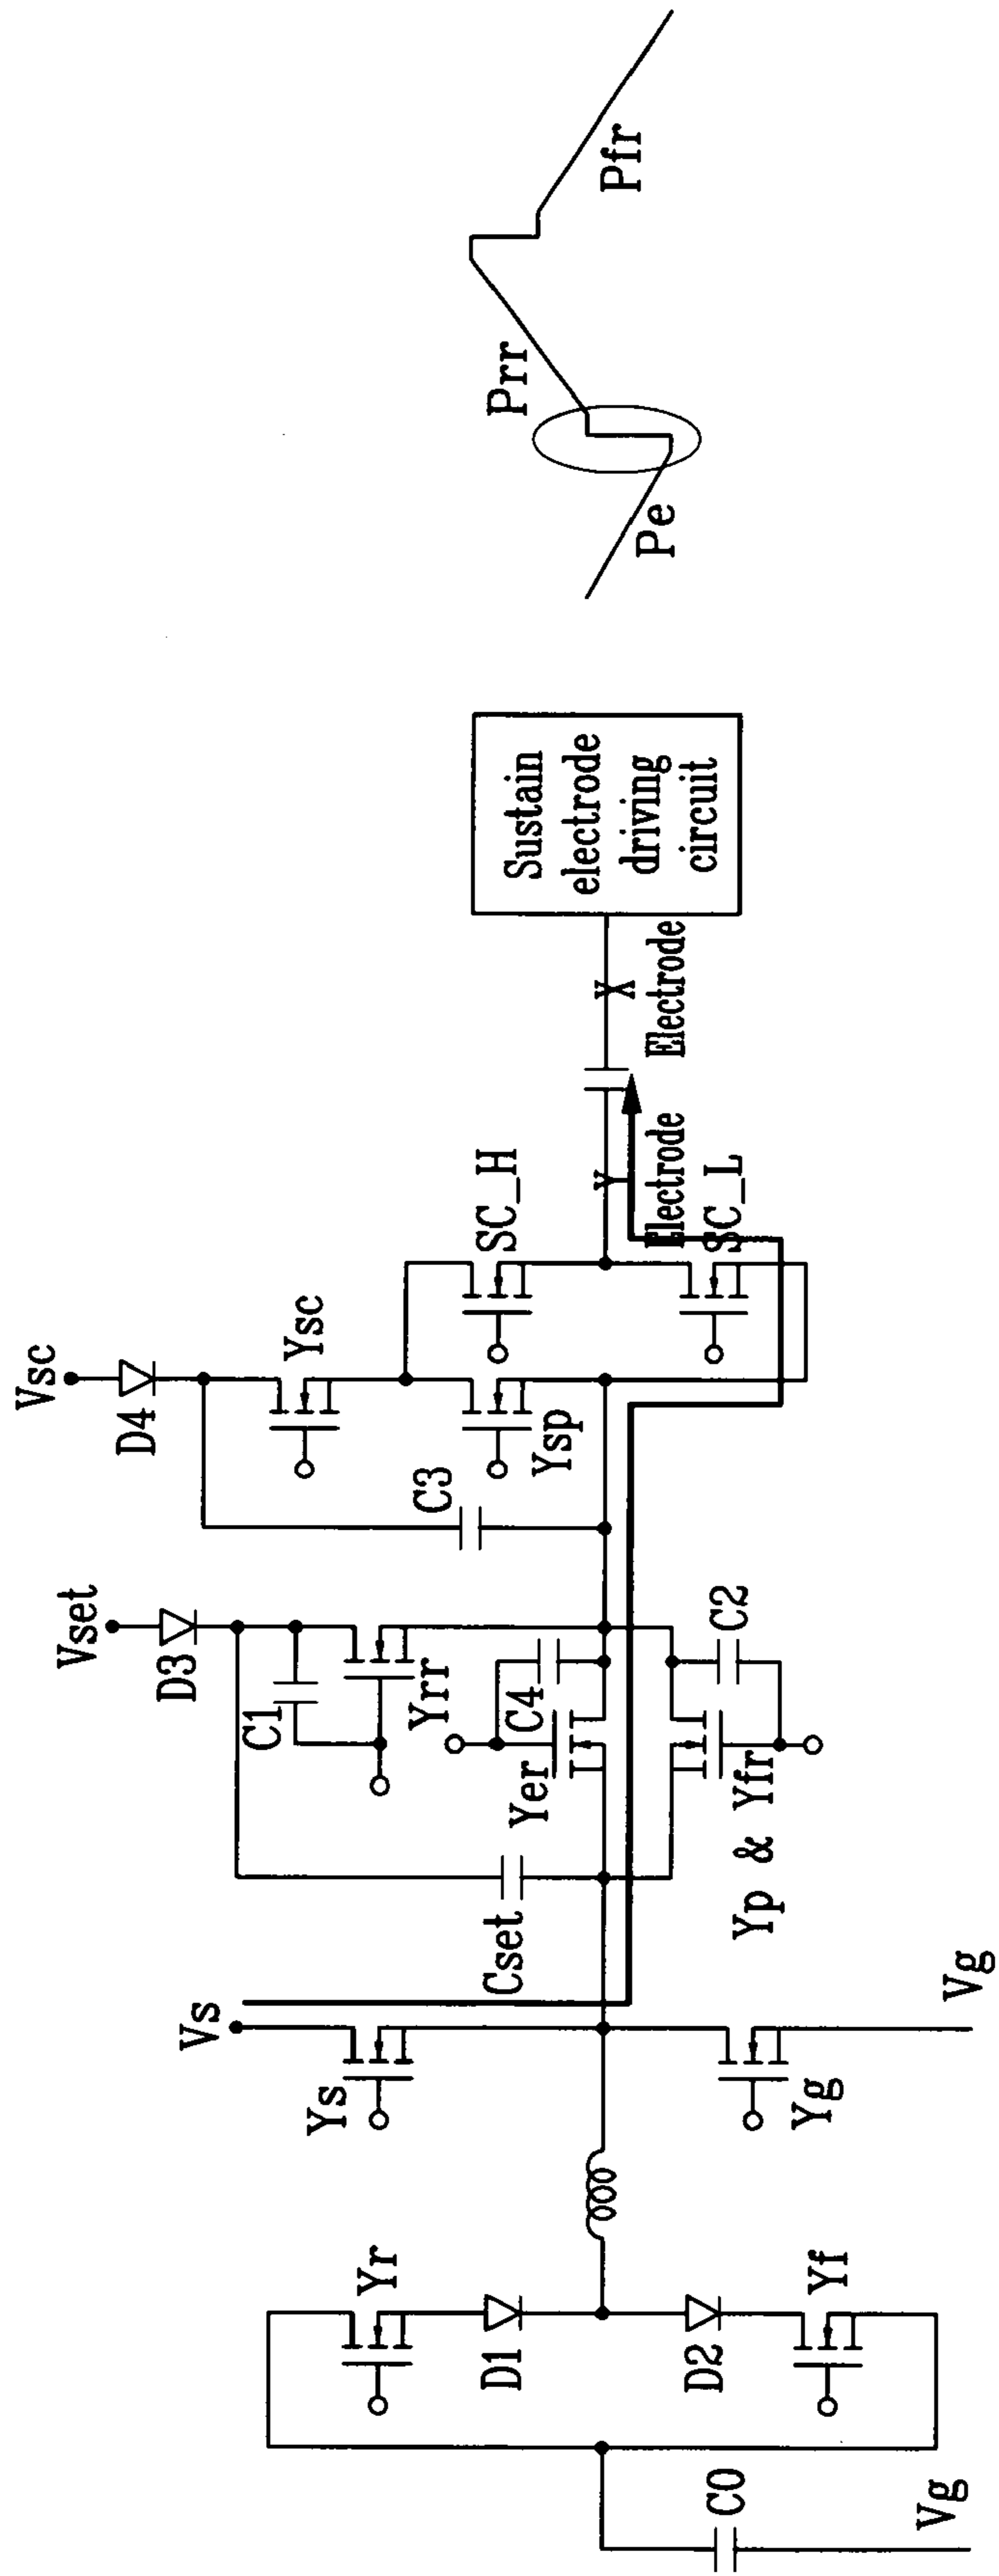 Vg
C0
Yr
D1
D2
Yf
Vs
Ys
Yg
Vg
Vset
D3
C1
Yrr
Cset
Yer
C4
Yp & Yfr
C2
Vsc
D4
Ysc
C3
Ysp
SC_H
SC_L
Y
Electrode
X
Electrode
Sustain
electrode
driving
circuit
Pe
Prr
Pfr